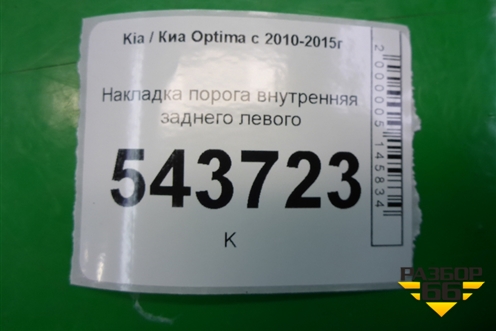 Kia / Киа Optima с 2010-2015г
Накладка порога внутренняя
заднего левого
543723
К
2000005145834
РАЗБОР
66